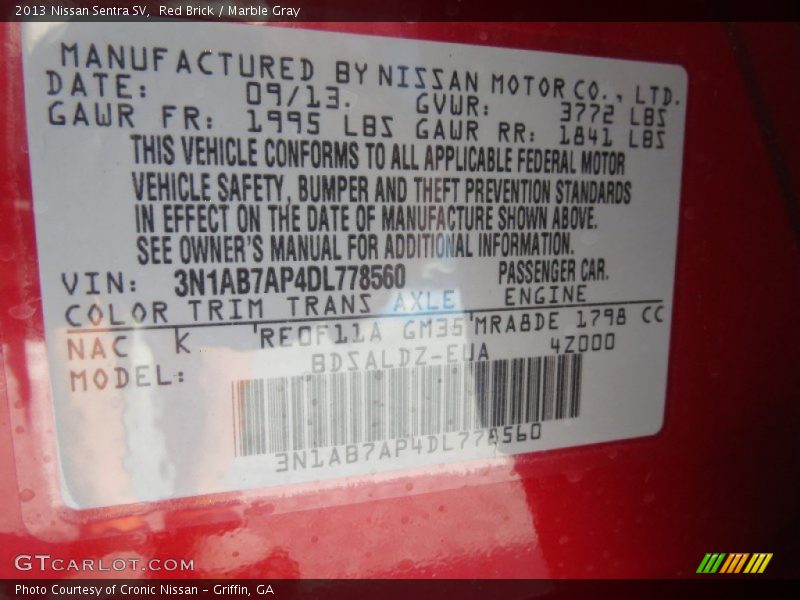 2013 Nissan Sentra SV,  Red Brick / Marble Gray
MANUFACTURED BY NISSAN MOTOR CO., LTD.
DATE: 09/13. GVWR: 3772 LBS
GAWR FR: 1995 LBS GAWR RR: 1841 LBS
THIS VEHICLE CONFORMS TO ALL APPLICABLE FEDERAL MOTOR
VEHICLE SAFETY, BUMPER AND THEFT PREVENTION STANDARDS
IN EFFECT ON THE DATE OF MANUFACTURE SHOWN ABOVE.
SEE OWNER'S MANUAL FOR ADDITIONAL INFORMATION.
VIN: 3N1AB7AP4DL778560 PASSENGER CAR.
COLOR TRIM TRANS AXLE ENGINE
NAC K RE0F11A GM35 MRA8DE 1798 CC
MODEL: BDSALDZ-EUA 4Z000
3N1AB7AP4DL778560
GTCARLOT.COM
Photo Courtesy of Cronic Nissan - Griffin, GA